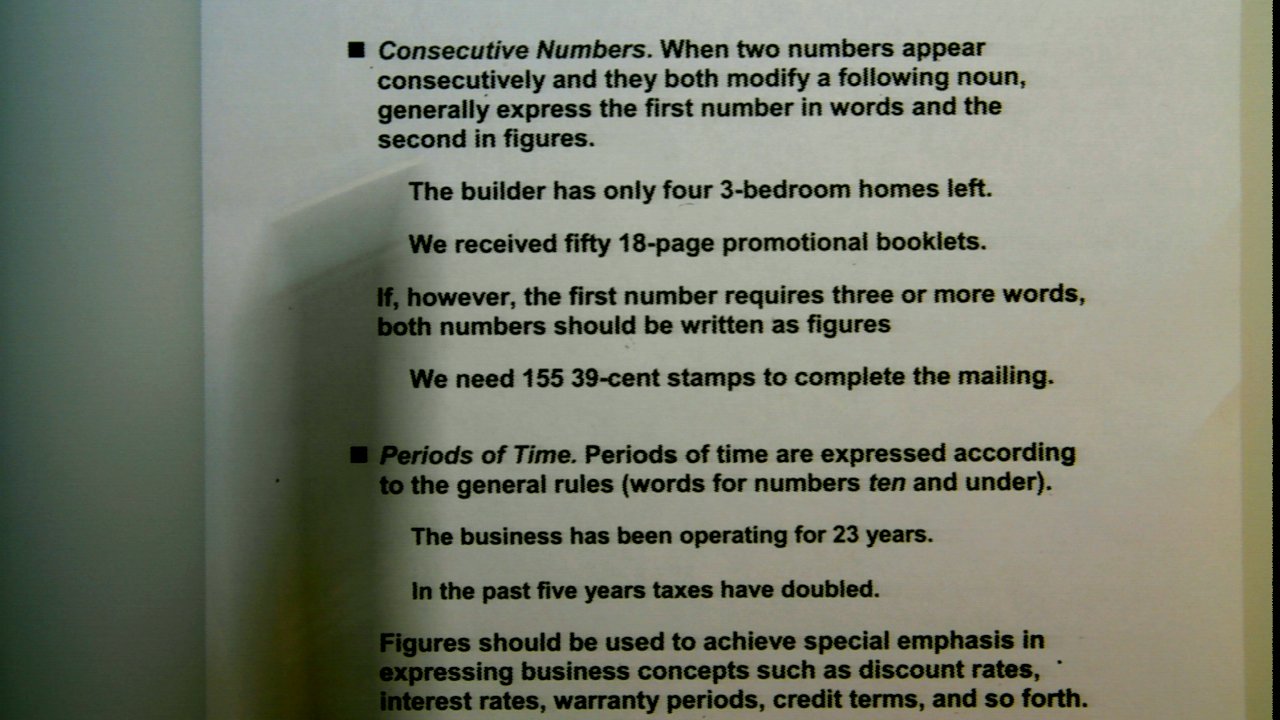 ■ Consecutive Numbers. When two numbers appear
consecutively and they both modify a following noun,
generally express the first number in words and the
second in figures.
The builder has only four 3-bedroom homes left.
We received fifty 18-page promotional booklets.
If, however, the first number requires three or more words,
both numbers should be written as figures
We need 155 39-cent stamps to complete the mailing.
■ Periods of Time. Periods of time are expressed according
to the general rules (words for numbers ten and under).
The business has been operating for 23 years.
In the past five years taxes have doubled.
Figures should be used to achieve special emphasis in
expressing business concepts such as discount rates,
interest rates, warranty periods, credit terms, and so forth.